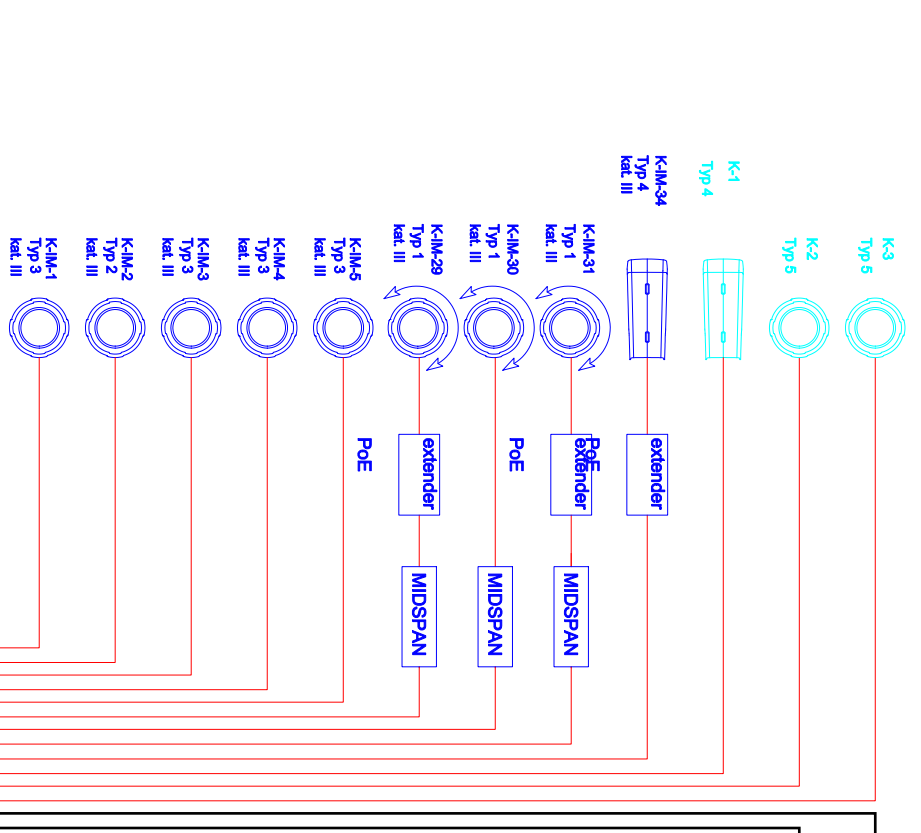 K-IM-1
Typ 3
kat. III
K-IM-2
Typ 2
kat. III
K-IM-3
Typ 3
kat. III
K-IM-4
Typ 3
kat. III
K-IM-5
Typ 3
kat. III
K-IM-29
Typ 1
kat. III
K-IM-30
Typ 1
kat. III
K-IM-31
Typ 1
kat. III
K-IM-34
Typ 4
kat. III
K-1
Typ 4
K-2
Typ 5
K-3
Typ 5
PoE
extender
PoE
extender
PoE
extender
MIDSPAN
MIDSPAN
MIDSPAN